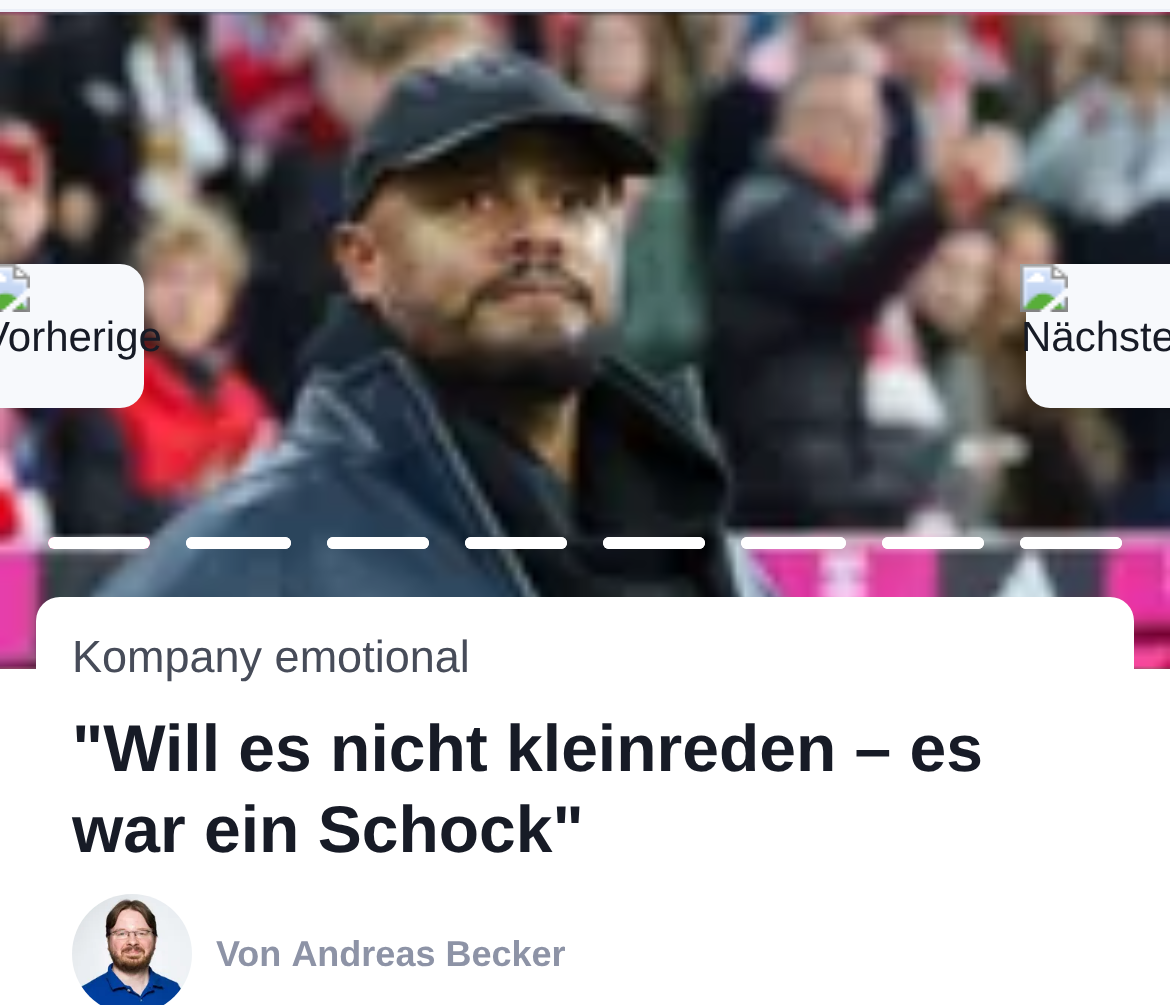 Vorherige
Nächste
Kompany emotional
"Will es nicht kleinreden – es
war ein Schock"
Von Andreas Becker